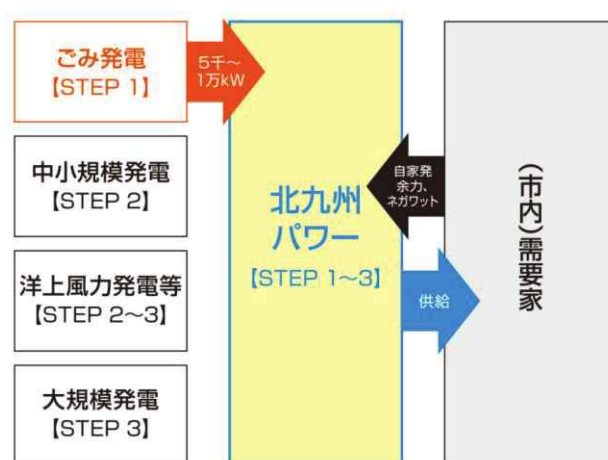 ごみ発電
【STEP 1】
5千～
1万kW
中小規模発電
【STEP 2】
洋上風力発電等
【STEP 2～3】
大規模発電
【STEP 3】
北九州
パワー
【STEP 1～3】
自家発
余力、
ネガワット
供給
（市内）需要家